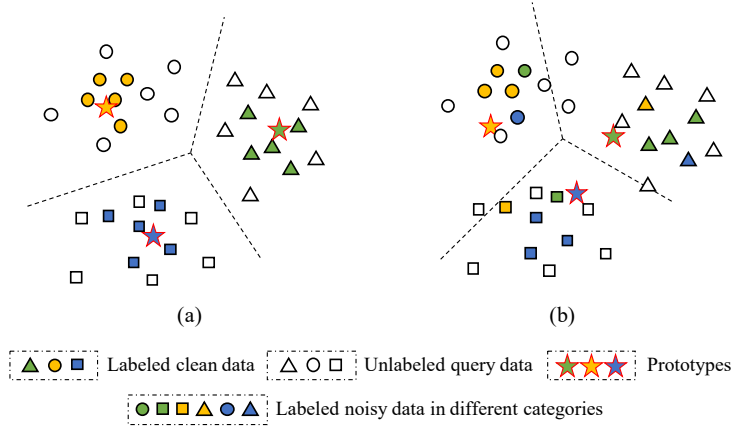 (a)
(b)
Labeled clean data
Unlabeled query data
Prototypes
Labeled noisy data in different categories